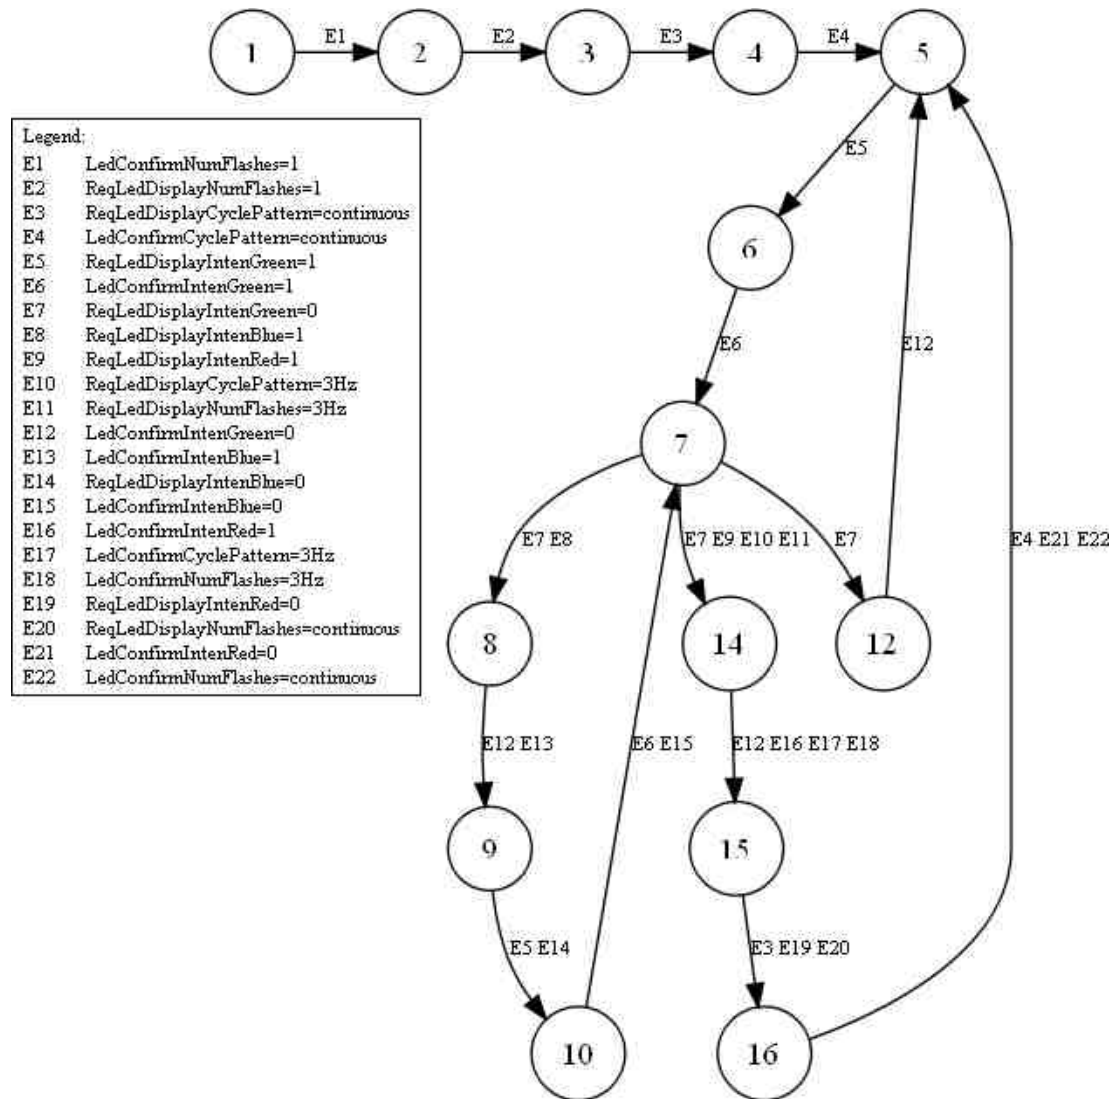 1 E1 2 E2 3 E3 4 E4 5
Legend:
E1 LedConfirmNumFlashes=1
E2 ReqLedDisplayNumFlashes=1
E3 ReqLedDisplayCyclePattern=continuous
E4 LedConfirmCyclePattern=continuous
E5 ReqLedDisplayIntenGreen=1
E6 LedConfirmIntenGreen=1
E7 ReqLedDisplayIntenGreen=0
E8 ReqLedDisplayIntenBlue=1
E9 ReqLedDisplayIntenRed=1
E10 ReqLedDisplayCyclePattern=3Hz
E11 ReqLedDisplayNumFlashes=3Hz
E12 LedConfirmIntenGreen=0
E13 LedConfirmIntenBlue=1
E14 ReqLedDisplayIntenBlue=0
E15 LedConfirmIntenBlue=0
E16 LedConfirmIntenRed=1
E17 LedConfirmCyclePattern=3Hz
E18 LedConfirmNumFlashes=3Hz
E19 ReqLedDisplayIntenRed=0
E20 ReqLedDisplayNumFlashes=continuous
E21 LedConfirmIntenRed=0
E22 LedConfirmNumFlashes=continuous
E5
6
E6
E12
7
E7 E8
E7 E9 E10 E11
E7
E4 E21 E22
8
14
12
E12 E13
E6 E15
E12 E16 E17 E18
9
15
E5 E14
E3 E19 E20
10
16